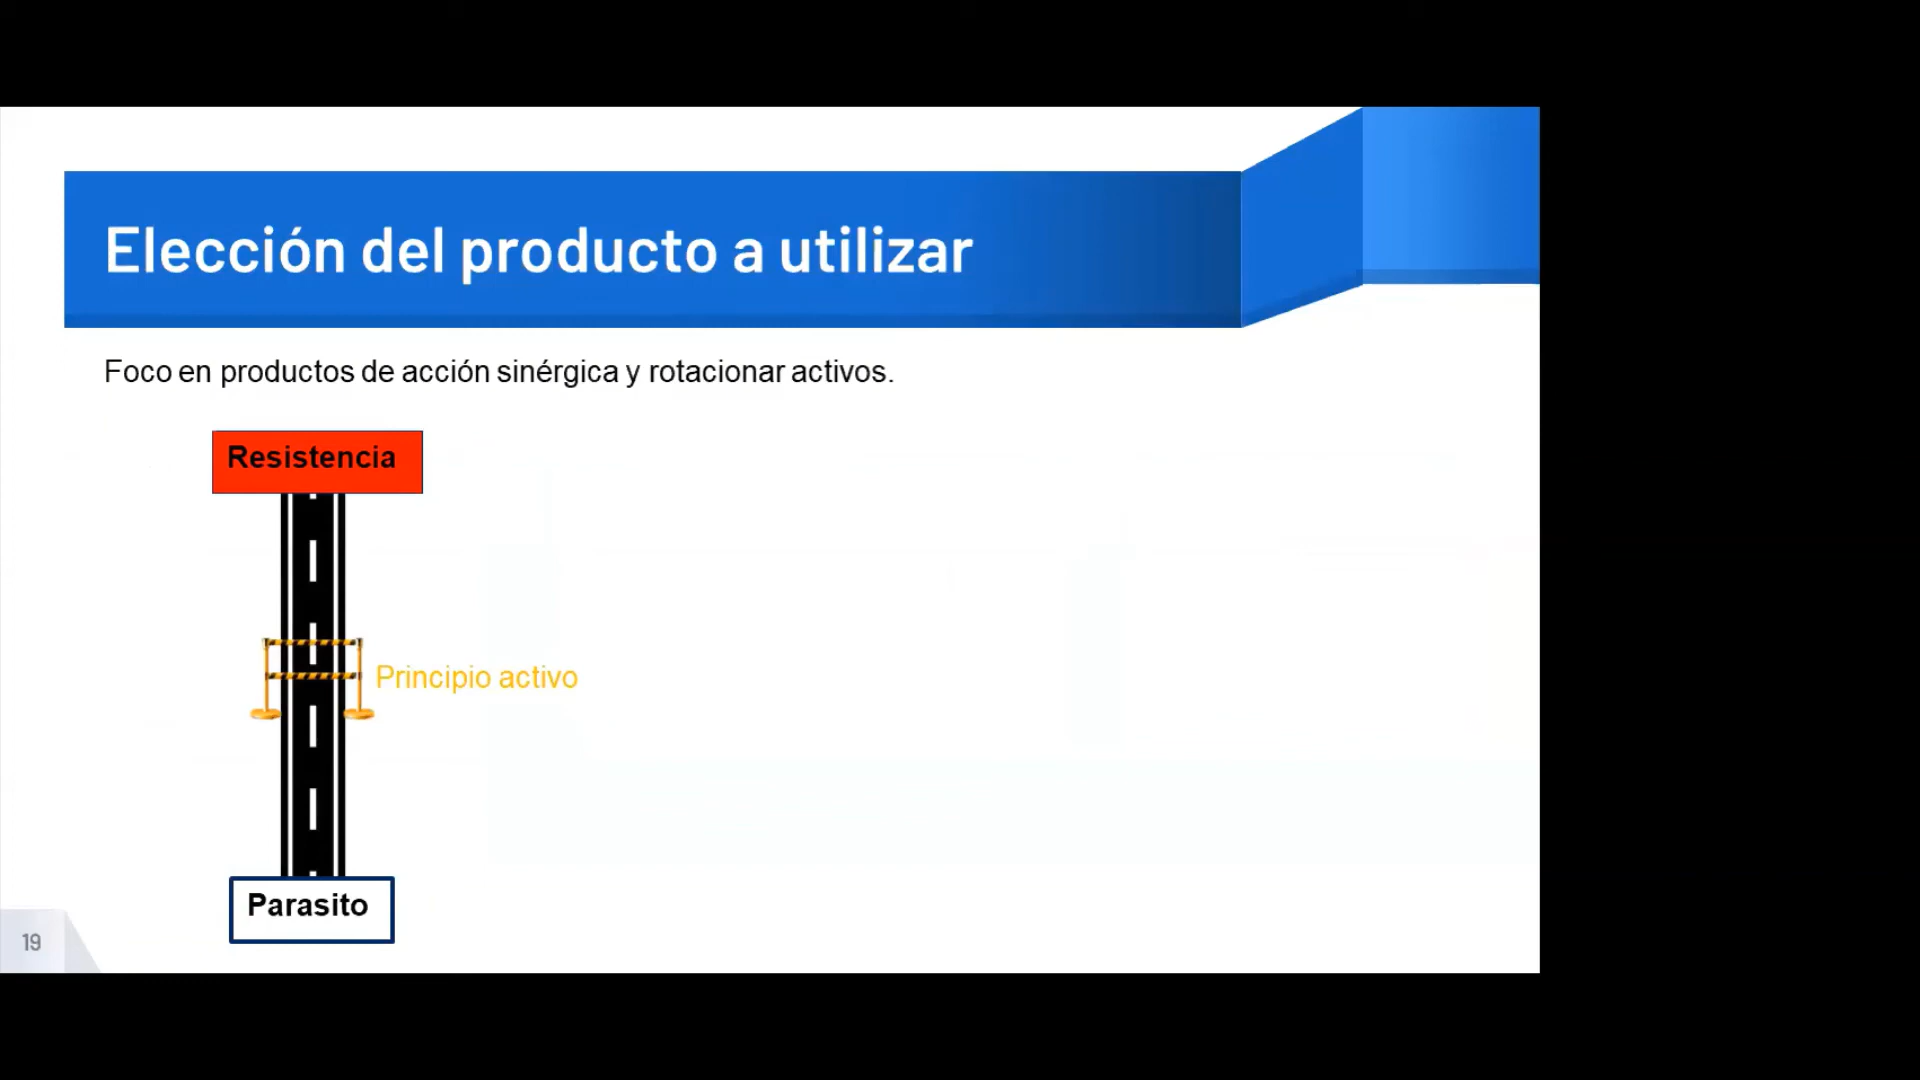 Elección del producto a utilizar
Foco en productos de acción sinérgica y rotacionar activos.
Resistencia
Principio activo
Parasito
19